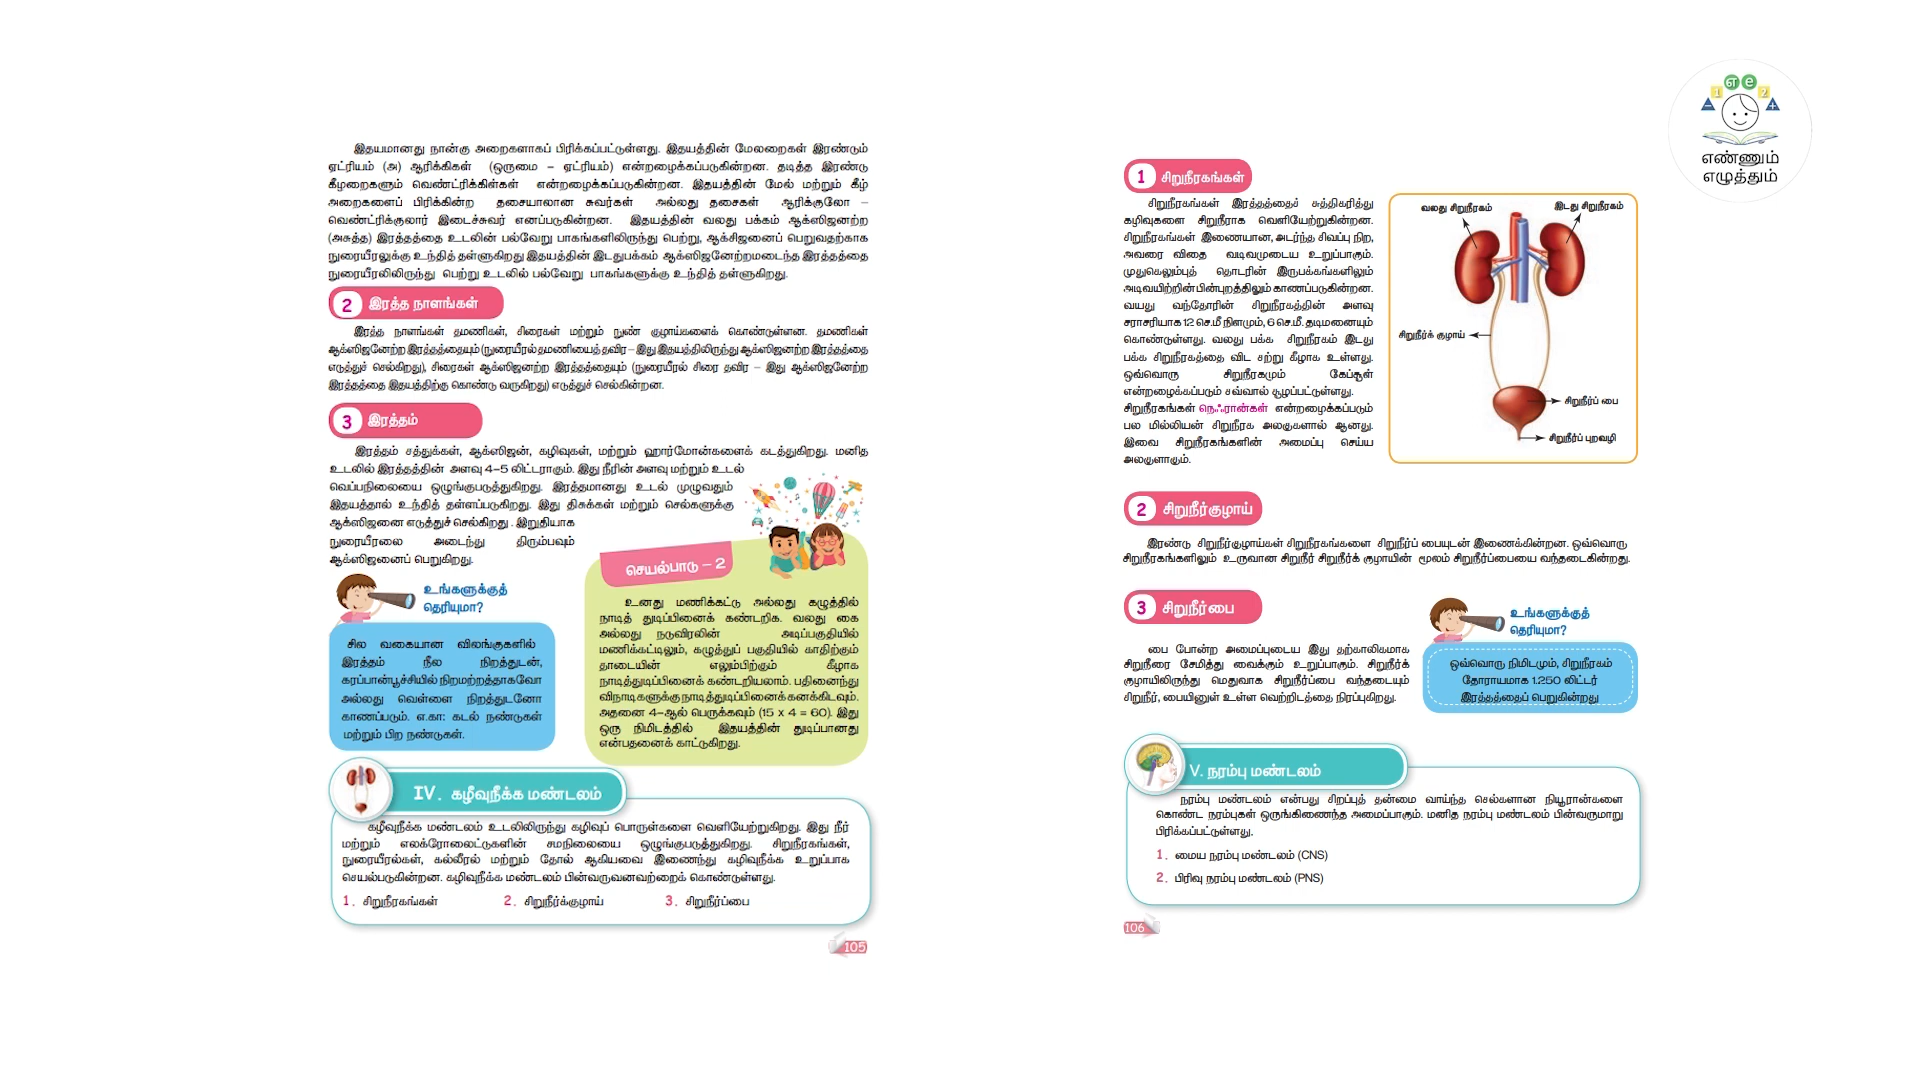 இதயமானது நான்கு அறைகளாகப் பிரிக்கப்பட்டுள்ளது. இதயத்தின் மேலறைகள் இரண்டும்
ஏட்ரியம் (அ) ஆரிக்கிகள் (ஒருமை – ஏட்ரியம்) என்றழைக்கப்படுகின்றன. தடித்த இரண்டு
கீழறைகளும் வெண்ட்ரிக்கிள்கள் என்றழைக்கப்படுகின்றன. இதயத்தின் மேல் மற்றும் கீழ்
அறைகளைப் பிரிக்கின்ற தசையாலான சுவர்கள் அல்லது தசைகள் ஆரிக்குலோ –
வெண்ட்ரிக்குலார் இடைச்சுவர் எனப்படுகின்றன. இதயத்தின் வலது பக்கம் ஆக்ஸிஜனற்ற
(அசுத்த) இரத்தத்தை உடலின் பல்வேறு பாகங்களிலிருந்து பெற்று, ஆக்சிஜனைப் பெறுவதற்காக
நுரையீரலுக்கு உந்தித் தள்ளுகிறது இதயத்தின் இடதுபக்கம் ஆக்ஸிஜனேற்றமடைந்த இரத்தத்தை
நுரையீரலிலிருந்து பெற்று உடலில் பல்வேறு பாகங்களுக்கு உந்தித் தள்ளுகிறது.
2 இரத்த நாளங்கள்
இரத்த நாளங்கள் தமனிகள், சிரைகள் மற்றும் நுண் குழாய்களைக் கொண்டுள்ளன. தமணிகள்
ஆக்ஸிஜனேற்ற இரத்தத்தையும் (நுரையீரல் தமணியைத் தவிர – இது இதயத்திலிருந்து ஆக்ஸிஜனற்ற இரத்தத்தை
எடுத்துச் செல்கிறது), சிரைகள் ஆக்ஸிஜனற்ற இரத்தத்தையும் (நுரையீரல் சிரை தவிர – இது ஆக்ஸிஜனேற்ற
இரத்தத்தை இதயத்திற்கு கொண்டு வருகிறது) எடுத்துச் செல்கின்றன.
3 இரத்தம்
இரத்தம் சத்துக்கள், ஆக்ஸிஜன், கழிவுகள், மற்றும் ஹார்மோன்களைக் கடத்துகிறது. மனித
உடலில் இரத்தத்தின் அளவு 4–5 லிட்டராகும். இது நீரின் அளவு மற்றும் உடல்
வெப்பநிலையை ஒழுங்குபடுத்துகிறது. இரத்தமானது உடல் முழுவதும்
இதயத்தால் உந்தித் தள்ளப்படுகிறது. இது திசுக்கள் மற்றும் செல்களுக்கு
ஆக்ஸிஜனை எடுத்துச் செல்கிறது . இறுதியாக
நுரையீரலை அடைந்து திரும்பவும்
ஆக்ஸிஜனைப் பெறுகிறது.
உங்களுக்குத்
தெரியுமா?
சில வகையான விலங்குகளில்
இரத்தம் நீல நிறத்துடன்,
கரப்பான்பூச்சியில் நிறமற்றத்தாகவோ
அல்லது வெள்ளை நிறத்துடனோ
காணப்படும். எ.கா: கடல் நண்டுகள்
மற்றும் பிற நண்டுகள்.
செயல்பாடு – 2
உனது மணிக்கட்டு அல்லது கழுத்தில்
நாடித் துடிப்பினைக் கண்டறிக. வலது கை
அல்லது நடுவிரலின் அடிப்பகுதியில்
மணிக்கட்டிலும், கழுத்துப் பகுதியில் காதிற்கும்
தாடையின் எலும்பிற்கும் கீழாக
நாடித்துடிப்பினைக் கண்டறியலாம். பதினைந்து
விநாடிகளுக்கு நாடித்துடிப்பினைக் கனக்கிடவும்.
அதனை 4–ஆல் பெருக்கவும் (15 x 4 = 60). இது
ஒரு நிமிடத்தில் இதயத்தின் துடிப்பானது
என்பதனைக் காட்டுகிறது.
IV. கழீவுநீக்க மண்டலம்
கழீவுநீக்க மண்டலம் உடலிலிருந்து கழிவுப் பொருள்களை வெளியேற்றுகிறது. இது நீர்
மற்றும் எலக்ரோலைட்டுகளின் சமநிலையை ஒழுங்குபடுத்துகிறது. சிறுநீரகங்கள்,
நுரையீரல்கள், கல்லீரல் மற்றும் தோல் ஆகியவை இணைந்து கழிவுநீக்க உறுப்பாக
செயல்படுகின்றன. கழிவுநீக்க மண்டலம் பின்வருவனவற்றைக் கொண்டுள்ளது.
1. சிறுநீரகங்கள் 2. சிறுநீர்க்குழாய் 3. சிறுநீர்ப்பை
105
1 சிறுநீரகங்கள்
சிறுநீரகங்கள் இரத்தத்தைச் சுத்திகரித்து
கழிவுகளை சிறுநீராக வெளியேற்றுகின்றன.
சிறுநீரகங்கள் இணையான, அடர்ந்த சிவப்பு நிற,
அவரை விதை வடிவமுடைய உறுப்பாகும்.
முதுகெலும்புத் தொடரின் இருபக்கங்களிலும்
அடிவயிற்றின் பின்புறத்திலும் காணப்படுகின்றன.
வயது வந்தோரின் சிறுநீரகத்தின் அளவு
சராசரியாக 12 செ.மீ நிளமும், 6 செ.மீ. தடிமனையும்
கொண்டுள்ளது. வலது பக்க சிறுநீரகம் இடது
பக்க சிறுநீரகத்தை விட சற்று கீழாக உள்ளது.
ஒவ்வொரு சிறுநீரகமும் கேப்சூள்
என்றழைக்கப்படும் சவ்வால் சூழப்பட்டுள்ளது.
சிறுநீரகங்கள் நெஃப்ரான்கள் என்றழைக்கப்படும்
பல மில்லியன் சிறுநீரக அலகுகளால் ஆனது.
இவை சிறுநீரகங்களின் அமைப்பு செய்ய
அலகுளாகும்.
வலது சிறுநீரகம்
இடது சிறுநீரகம்
சிறுநீர்க் குழாய்
சிறுநீர்ப் பை
சிறுநீர்ப் புறவழி
2 சிறுநீர்குழாய்
இரண்டு சிறுநீர்குழாய்கள் சிறுநீரகங்களை சிறுநீர்ப் பையுடன் இணைக்கின்றன. ஒவ்வொரு
சிறுநீரகங்களிலும் உருவான சிறுநீர் சிறுநீர்க் குழாயின் மூலம் சிறுநீர்ப்பையை வந்தடைகின்றது.
3 சிறுநீர்பை
பை போன்ற அமைப்புடைய இது தற்காலிகமாக
சிறுநீரை சேமித்து வைக்கும் உறுப்பாகும். சிறுநீர்க்
குழாயிலிருந்து மெதுவாக சிறுநீர்ப்பை வந்தடையும்
சிறுநீர், பையினுள் உள்ள வெற்றிடத்தை நிரப்புகிறது.
உங்களுக்குத்
தெரியுமா?
ஒவ்வொரு நிமிடமும், சிறுநீரகம்
தோராயமாக 1.250 லிட்டர்
இரத்தத்தைப் பெறுகின்றது
V. நரம்பு மண்டலம்
நரம்பு மண்டலம் என்பது சிறப்புத் தன்மை வாய்ந்த செல்களான நியூரான்களை
கொண்ட நரம்புகள் ஒருங்கிணைந்த அமைப்பாகும். மனித நரம்பு மண்டலம் பின்வருமாறு
பிரிக்கப்பட்டுள்ளது.
1. மைய நரம்பு மண்டலம் (CNS)
2. பிரிவு நரம்பு மண்டலம் (PNS)
106
எ e
1 2
எண்ணும்
எழுத்தும்